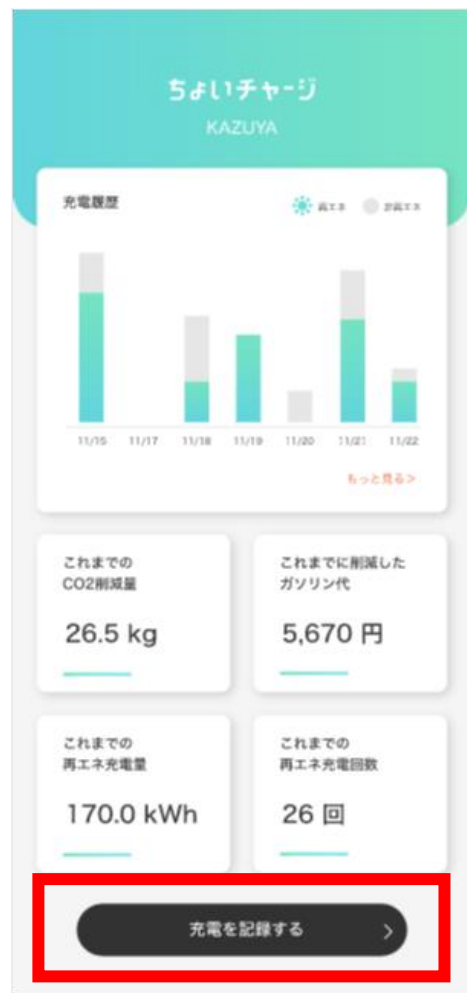 ちょいチャージ
KAZUYA
充電履歴
再エネ 非再エネ
11/15 11/17 11/18 11/19 11/20 11/21 11/22
もっと見る>
これまでの
CO2削減量
26.5 kg
これまでに削減した
ガソリン代
5,670 円
これまでの
再エネ充電量
170.0 kWh
これまでの
再エネ充電回数
26 回
充電を記録する >